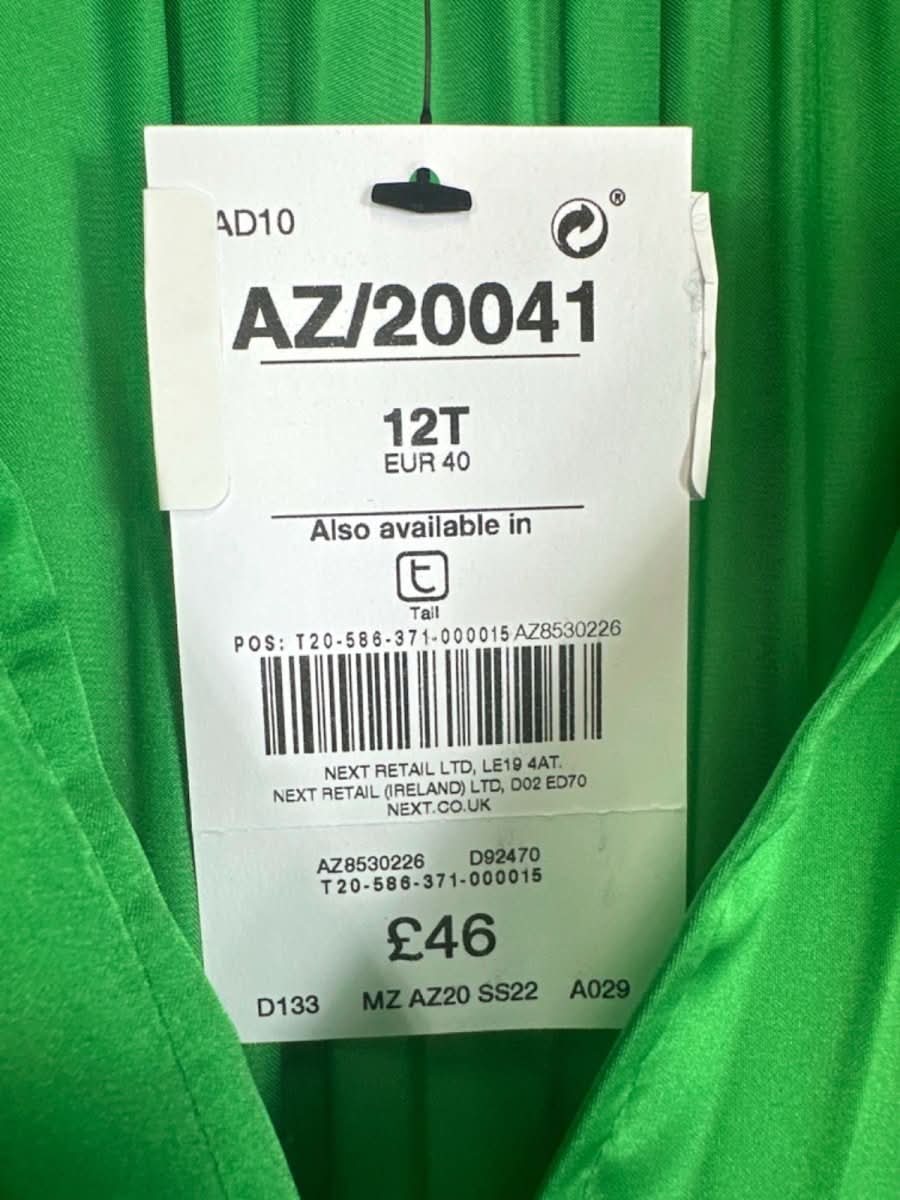 AD10
®
AZ/20041
12T
EUR 40
Also available in
t
Tall
POS: T20-586-371-000015 AZ8530226
NEXT RETAIL LTD, LE19 4AT.
NEXT RETAIL (IRELAND) LTD, D02 ED70
NEXT.CO.UK
AZ8530226 D92470
T20-586-371-000015
£46
D133 MZ AZ20 SS22 A029